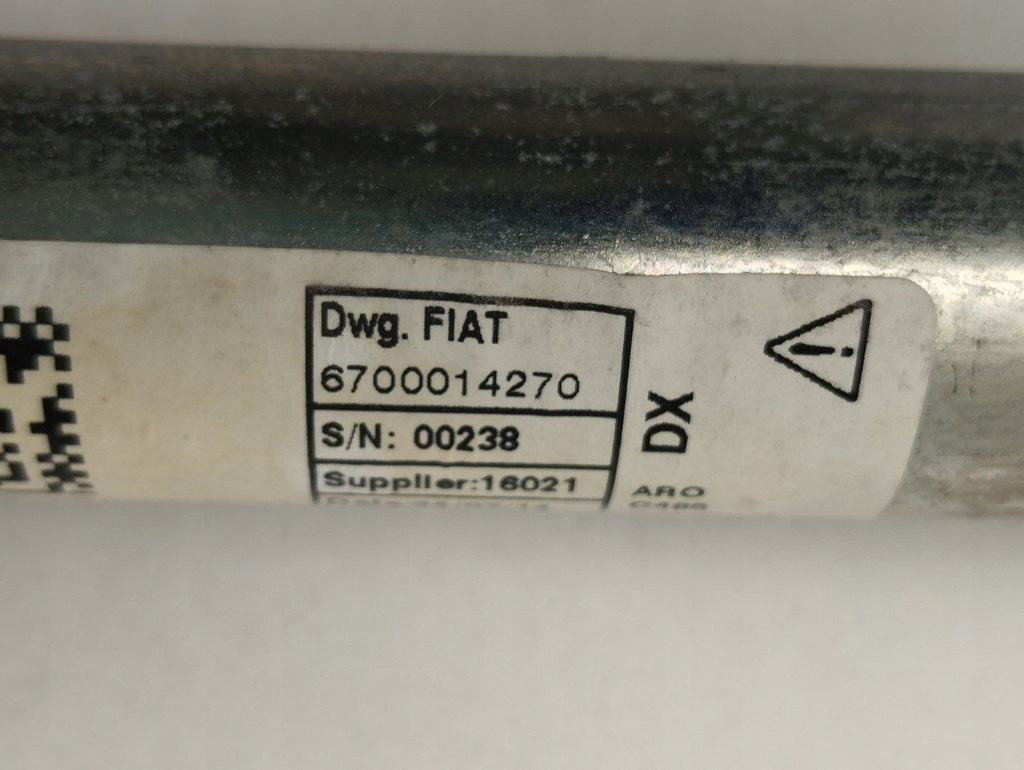 Dwg. FIAT
6700014270
S/N: 00238
Supplier:16021
DX
ARO